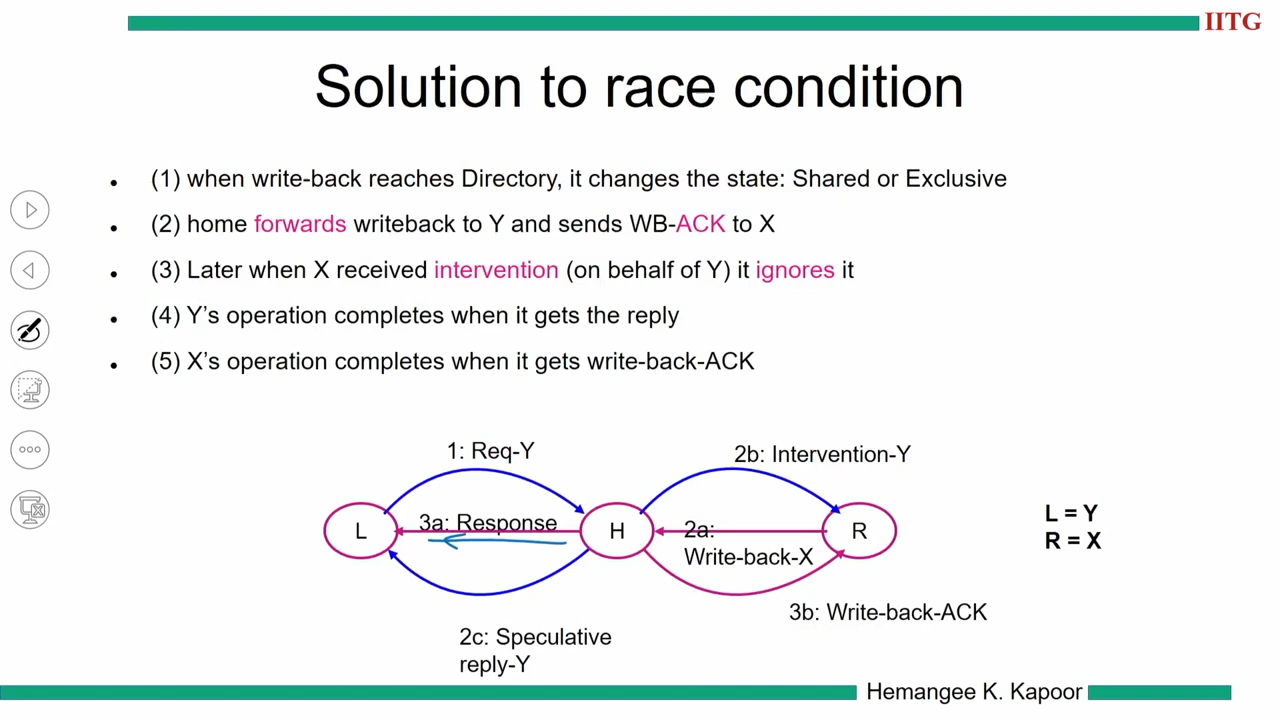 IITG
Solution to race condition
• (1) when write-back reaches Directory, it changes the state: Shared or Exclusive
• (2) home forwards writeback to Y and sends WB-ACK to X
• (3) Later when X received intervention (on behalf of Y) it ignores it
• (4) Y’s operation completes when it gets the reply
• (5) X’s operation completes when it gets write-back-ACK
1: Req-Y
2b: Intervention-Y
L
3a: Response
H
2a:
Write-back-X
R
L = Y
R = X
3b: Write-back-ACK
2c: Speculative
reply-Y
Hemangee K. Kapoor